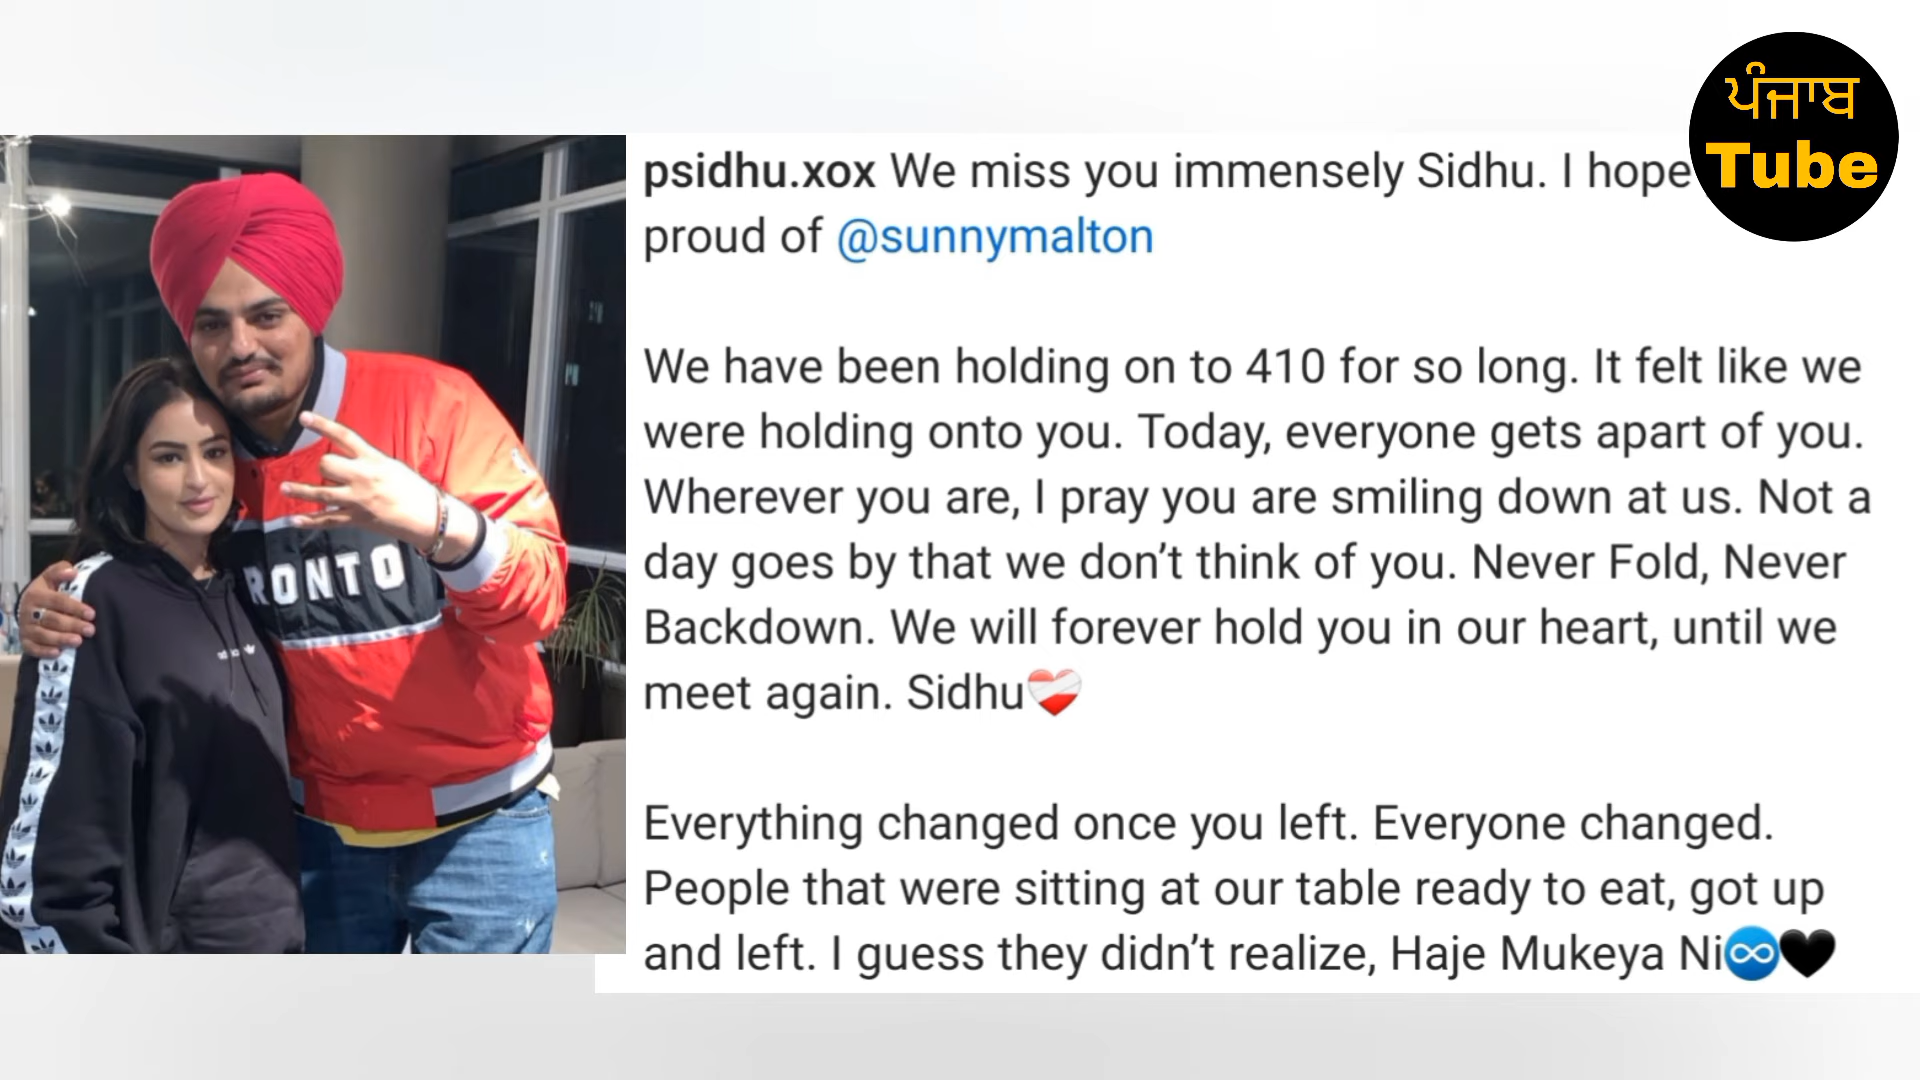 ਪੰਜਾਬ
Tube
psidhu.xox We miss you immensely Sidhu. I hope
proud of @sunnymalton
We have been holding on to 410 for so long. It felt like we
were holding onto you. Today, everyone gets apart of you.
Wherever you are, I pray you are smiling down at us. Not a
day goes by that we don’t think of you. Never Fold, Never
Backdown. We will forever hold you in our heart, until we
meet again. Sidhu❤️‍🩹
Everything changed once you left. Everyone changed.
People that were sitting at our table ready to eat, got up
and left. I guess they didn’t realize, Haje Mukeya Ni♾️🖤
RONTO